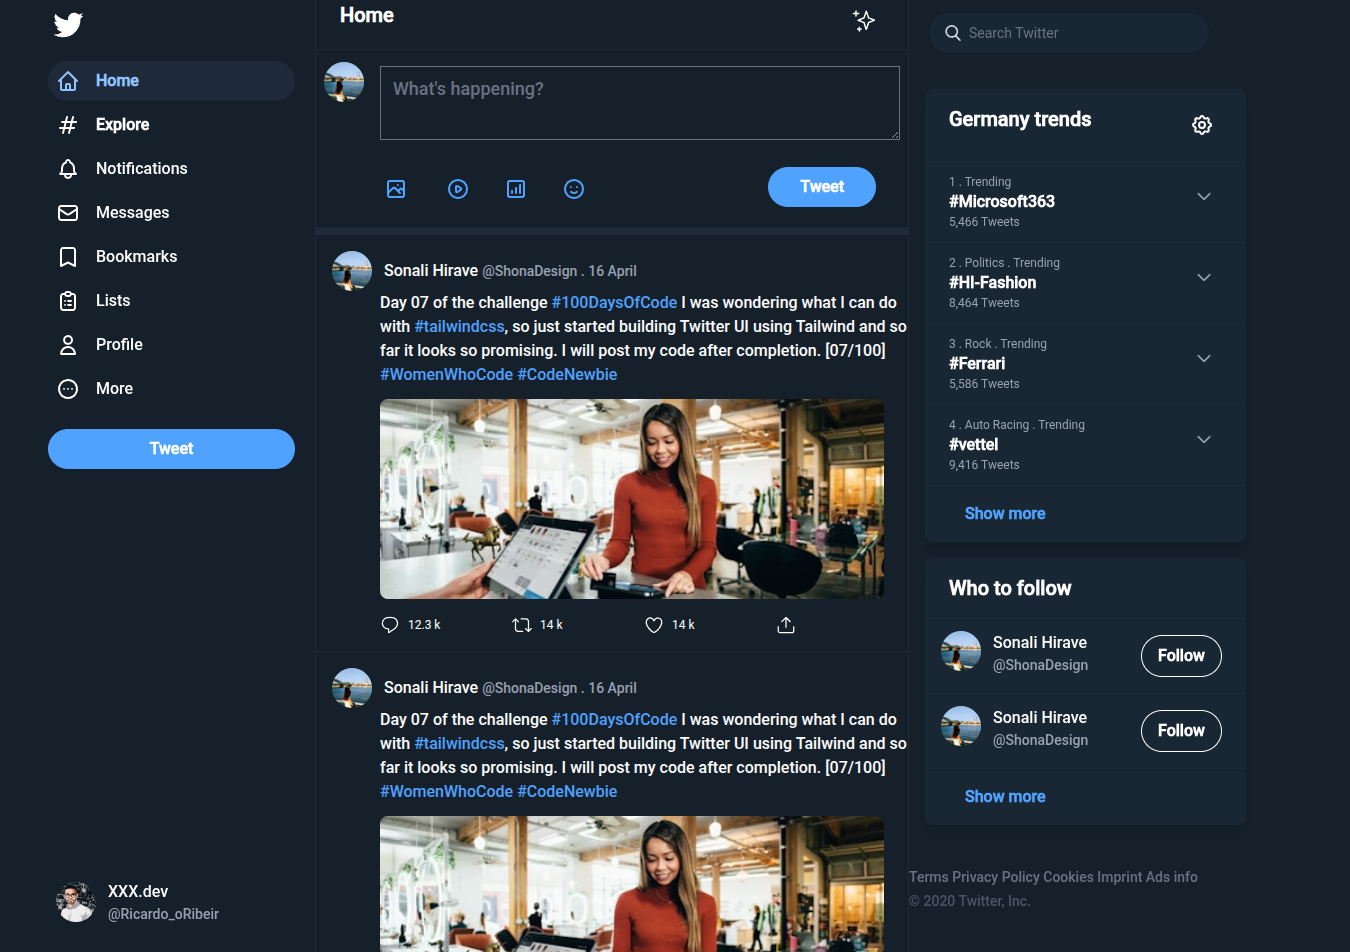 Home
Explore
Notifications
Messages
Bookmarks
Lists
Profile
More
Tweet
XXX.dev
@Ricardo_oRibeir
Home
What's happening?
Tweet
Sonali Hirave @ShonaDesign . 16 April
Day 07 of the challenge #100DaysOfCode I was wondering what I can do
with #tailwindcss, so just started building Twitter UI using Tailwind and so
far it looks so promising. I will post my code after completion. [07/100]
#WomenWhoCode #CodeNewbie
12.3 k
14 k
14 k
Sonali Hirave @ShonaDesign . 16 April
Day 07 of the challenge #100DaysOfCode I was wondering what I can do
with #tailwindcss, so just started building Twitter UI using Tailwind and so
far it looks so promising. I will post my code after completion. [07/100]
#WomenWhoCode #CodeNewbie
Search Twitter
Germany trends
1 . Trending
#Microsoft363
5,466 Tweets
2 . Politics . Trending
#HI-Fashion
8,464 Tweets
3 . Rock . Trending
#Ferrari
5,586 Tweets
4 . Auto Racing . Trending
#vettel
9,416 Tweets
Show more
Who to follow
Sonali Hirave
@ShonaDesign
Follow
Sonali Hirave
@ShonaDesign
Follow
Show more
Terms Privacy Policy Cookies Imprint Ads info
© 2020 Twitter, Inc.